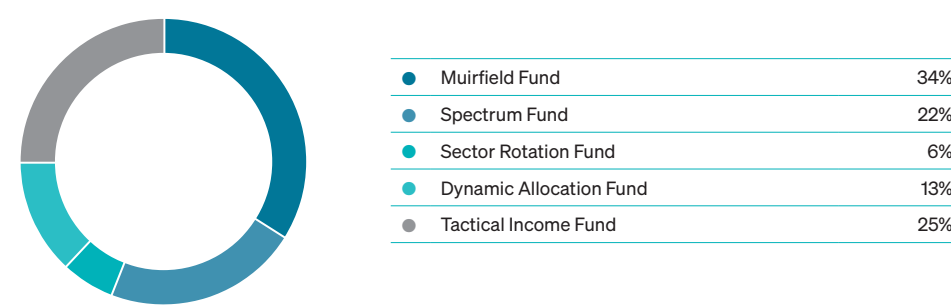 Muirfield Fund 34%
Spectrum Fund 22%
Sector Rotation Fund 6%
Dynamic Allocation Fund 13%
Tactical Income Fund 25%